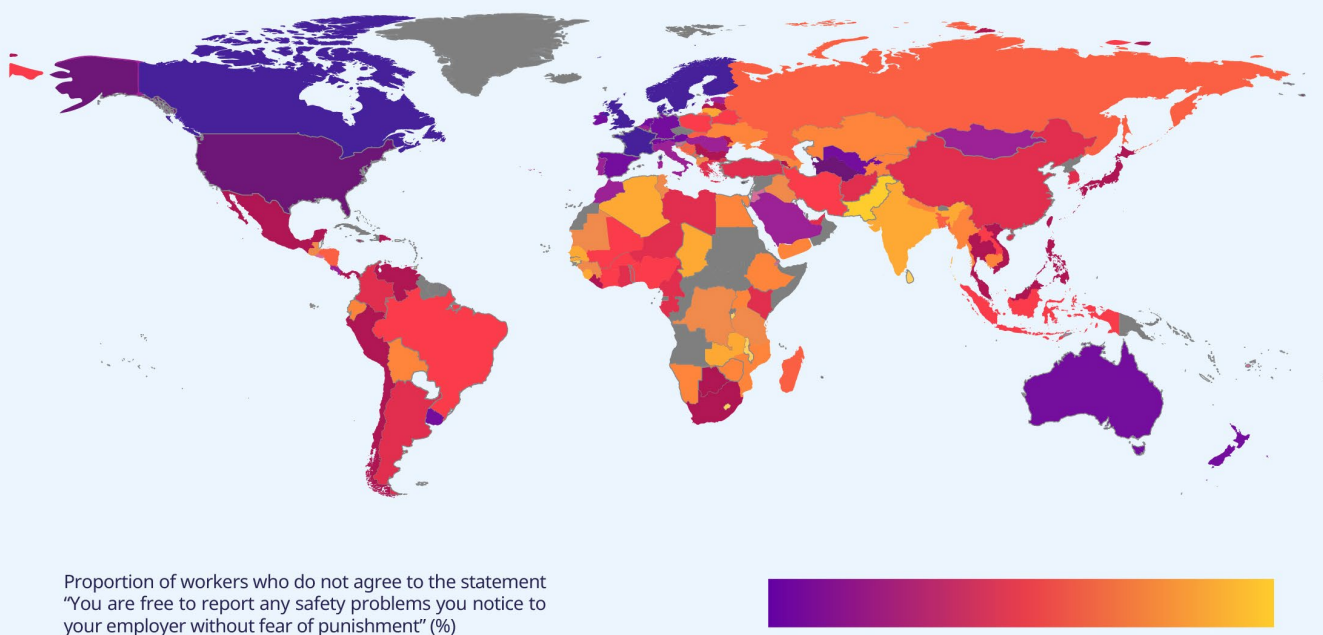 Proportion of workers who do not agree to the statement
“You are free to report any safety problems you notice to
your employer without fear of punishment” (%)